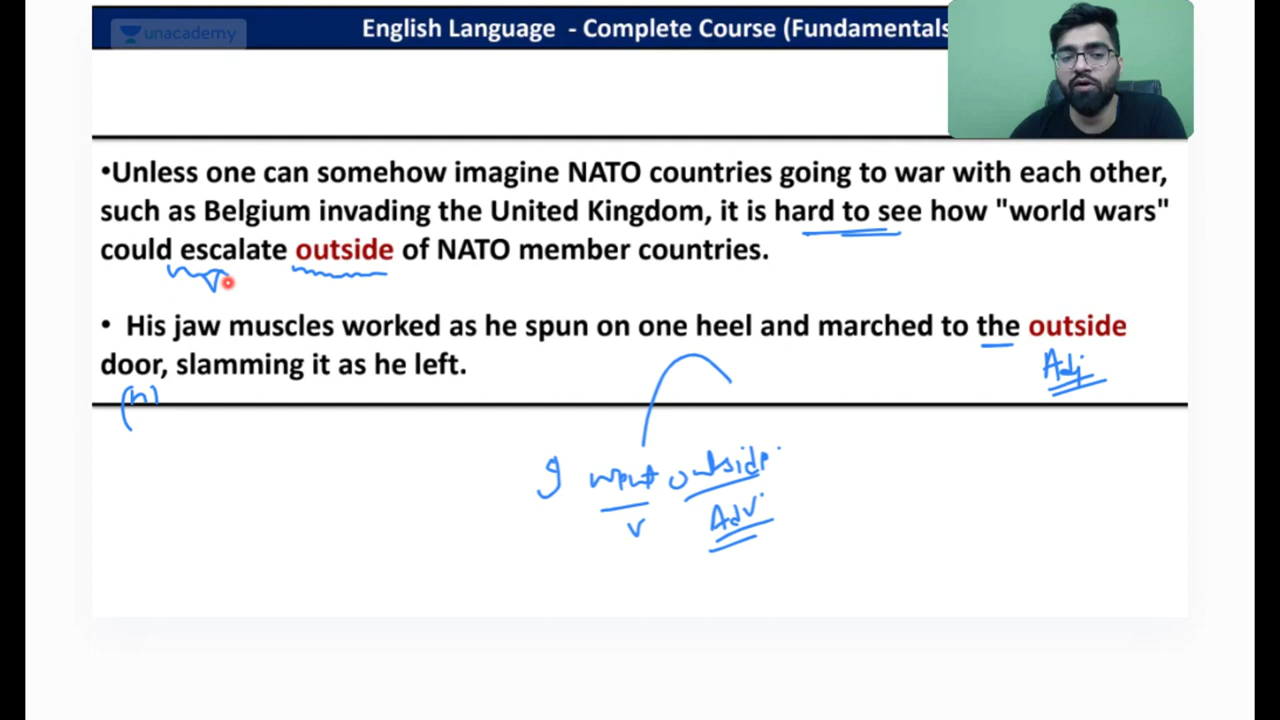 unacademy
English Language - Complete Course (Fundamentals
•Unless one can somehow imagine NATO countries going to war with each other,
such as Belgium invading the United Kingdom, it is hard to see how "world wars"
could escalate outside of NATO member countries.
• His jaw muscles worked as he spun on one heel and marched to the outside
door, slamming it as he left.
Adj
(n)
I went outside.
v Adv